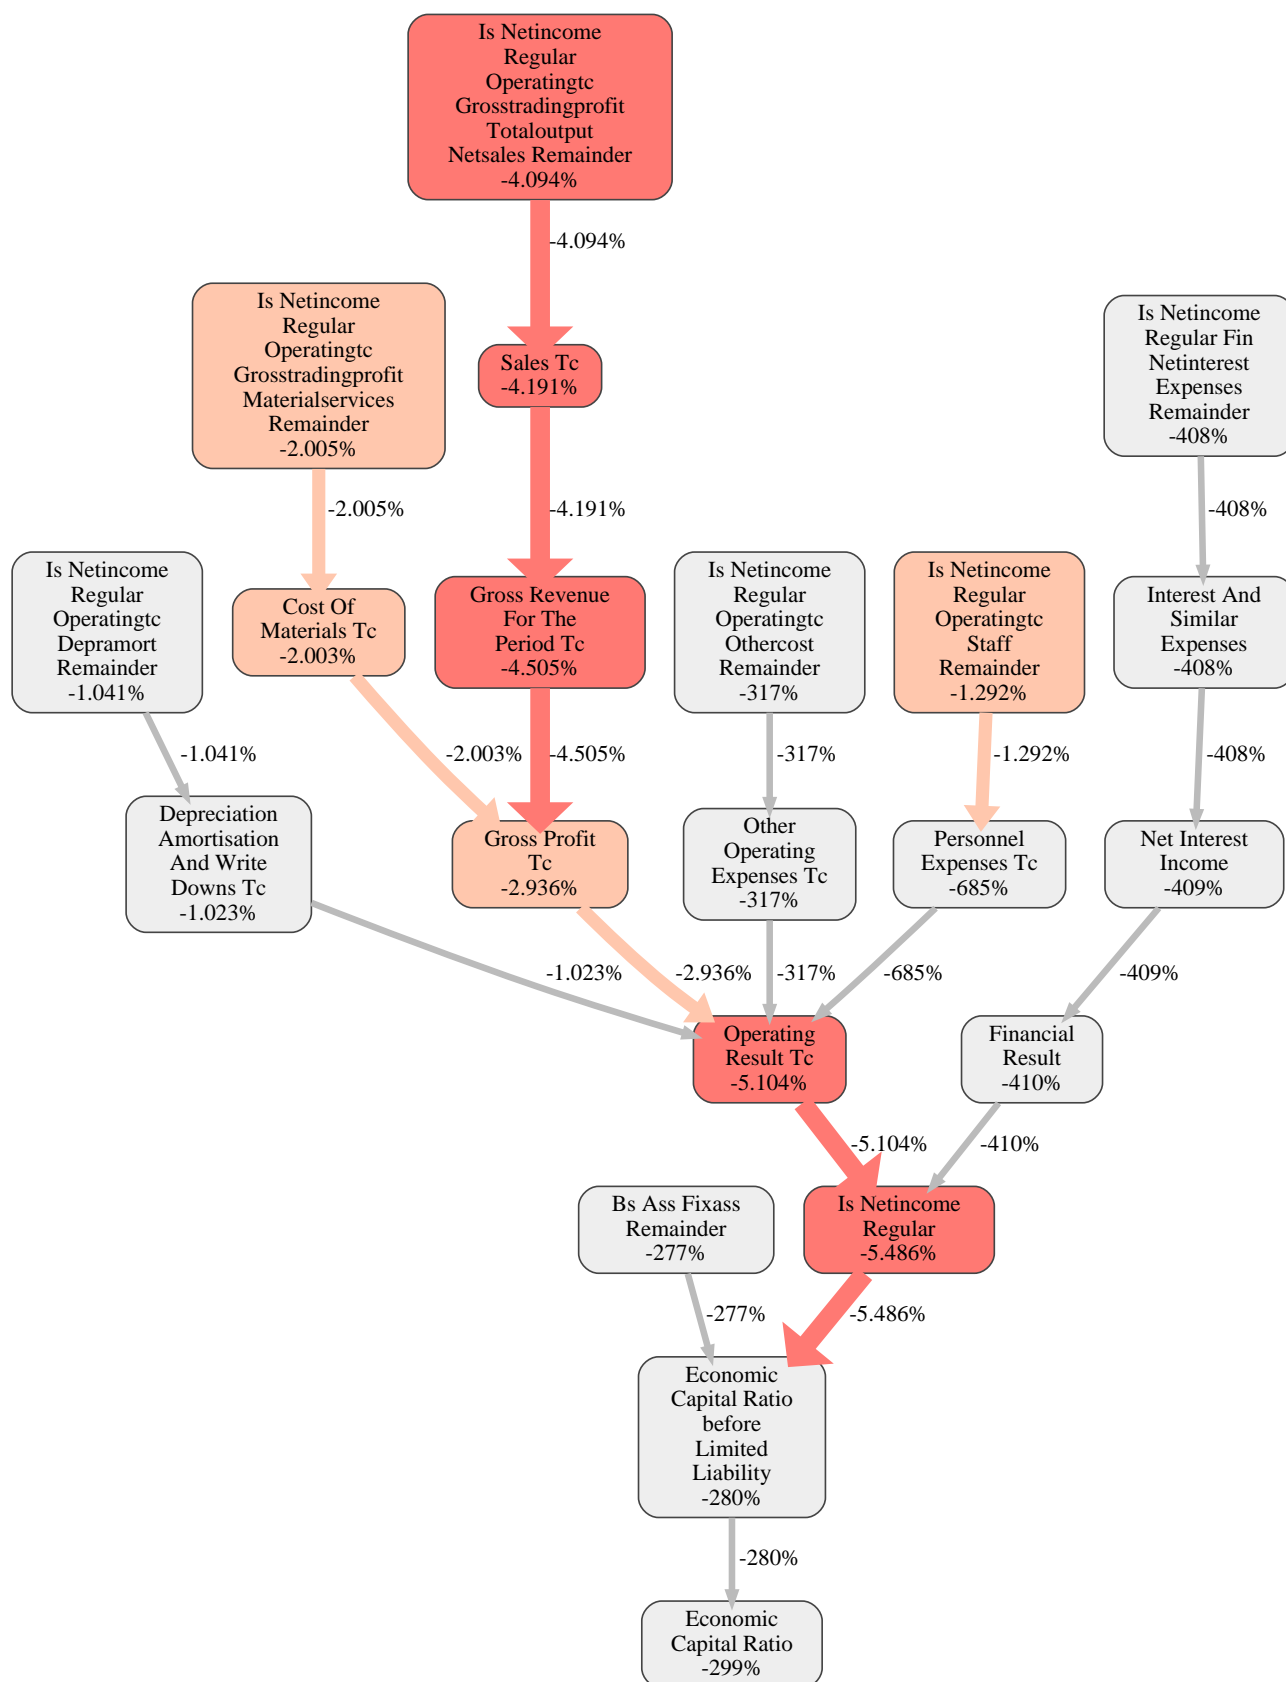 Is Netincome
Regular
Operatingtc
Grosstradingprofit
Totaloutput
Netsales Remainder
-4.094%
-4.094%
Is Netincome
Regular
Operatingtc
Grosstradingprofit
Materialservices
Remainder
-2.005%
Is Netincome
Regular Fin
Netinterest
Expenses
Remainder
-408%
Sales Tc
-4.191%
-2.005%
-4.191%
-408%
Is Netincome
Regular
Operatingtc
Depramort
Remainder
-1.041%
Cost Of
Materials Tc
-2.003%
Gross Revenue
For The
Period Tc
-4.505%
Is Netincome
Regular
Operatingtc
Othercost
Remainder
-317%
Is Netincome
Regular
Operatingtc
Staff
Remainder
-1.292%
Interest And
Similar
Expenses
-408%
-1.041%
-2.003%
-4.505%
-317%
-1.292%
-408%
Depreciation
Amortisation
And Write
Downs Tc
-1.023%
Gross Profit
Tc
-2.936%
Other
Operating
Expenses Tc
-317%
Personnel
Expenses Tc
-685%
Net Interest
Income
-409%
-1.023%
-2.936%
-317%
-685%
-409%
Operating
Result Tc
-5.104%
Financial
Result
-410%
-5.104%
-410%
Bs Ass Fixass
Remainder
-277%
Is Netincome
Regular
-5.486%
-277%
-5.486%
Economic
Capital Ratio
before
Limited
Liability
-280%
-280%
Economic
Capital Ratio
-299%